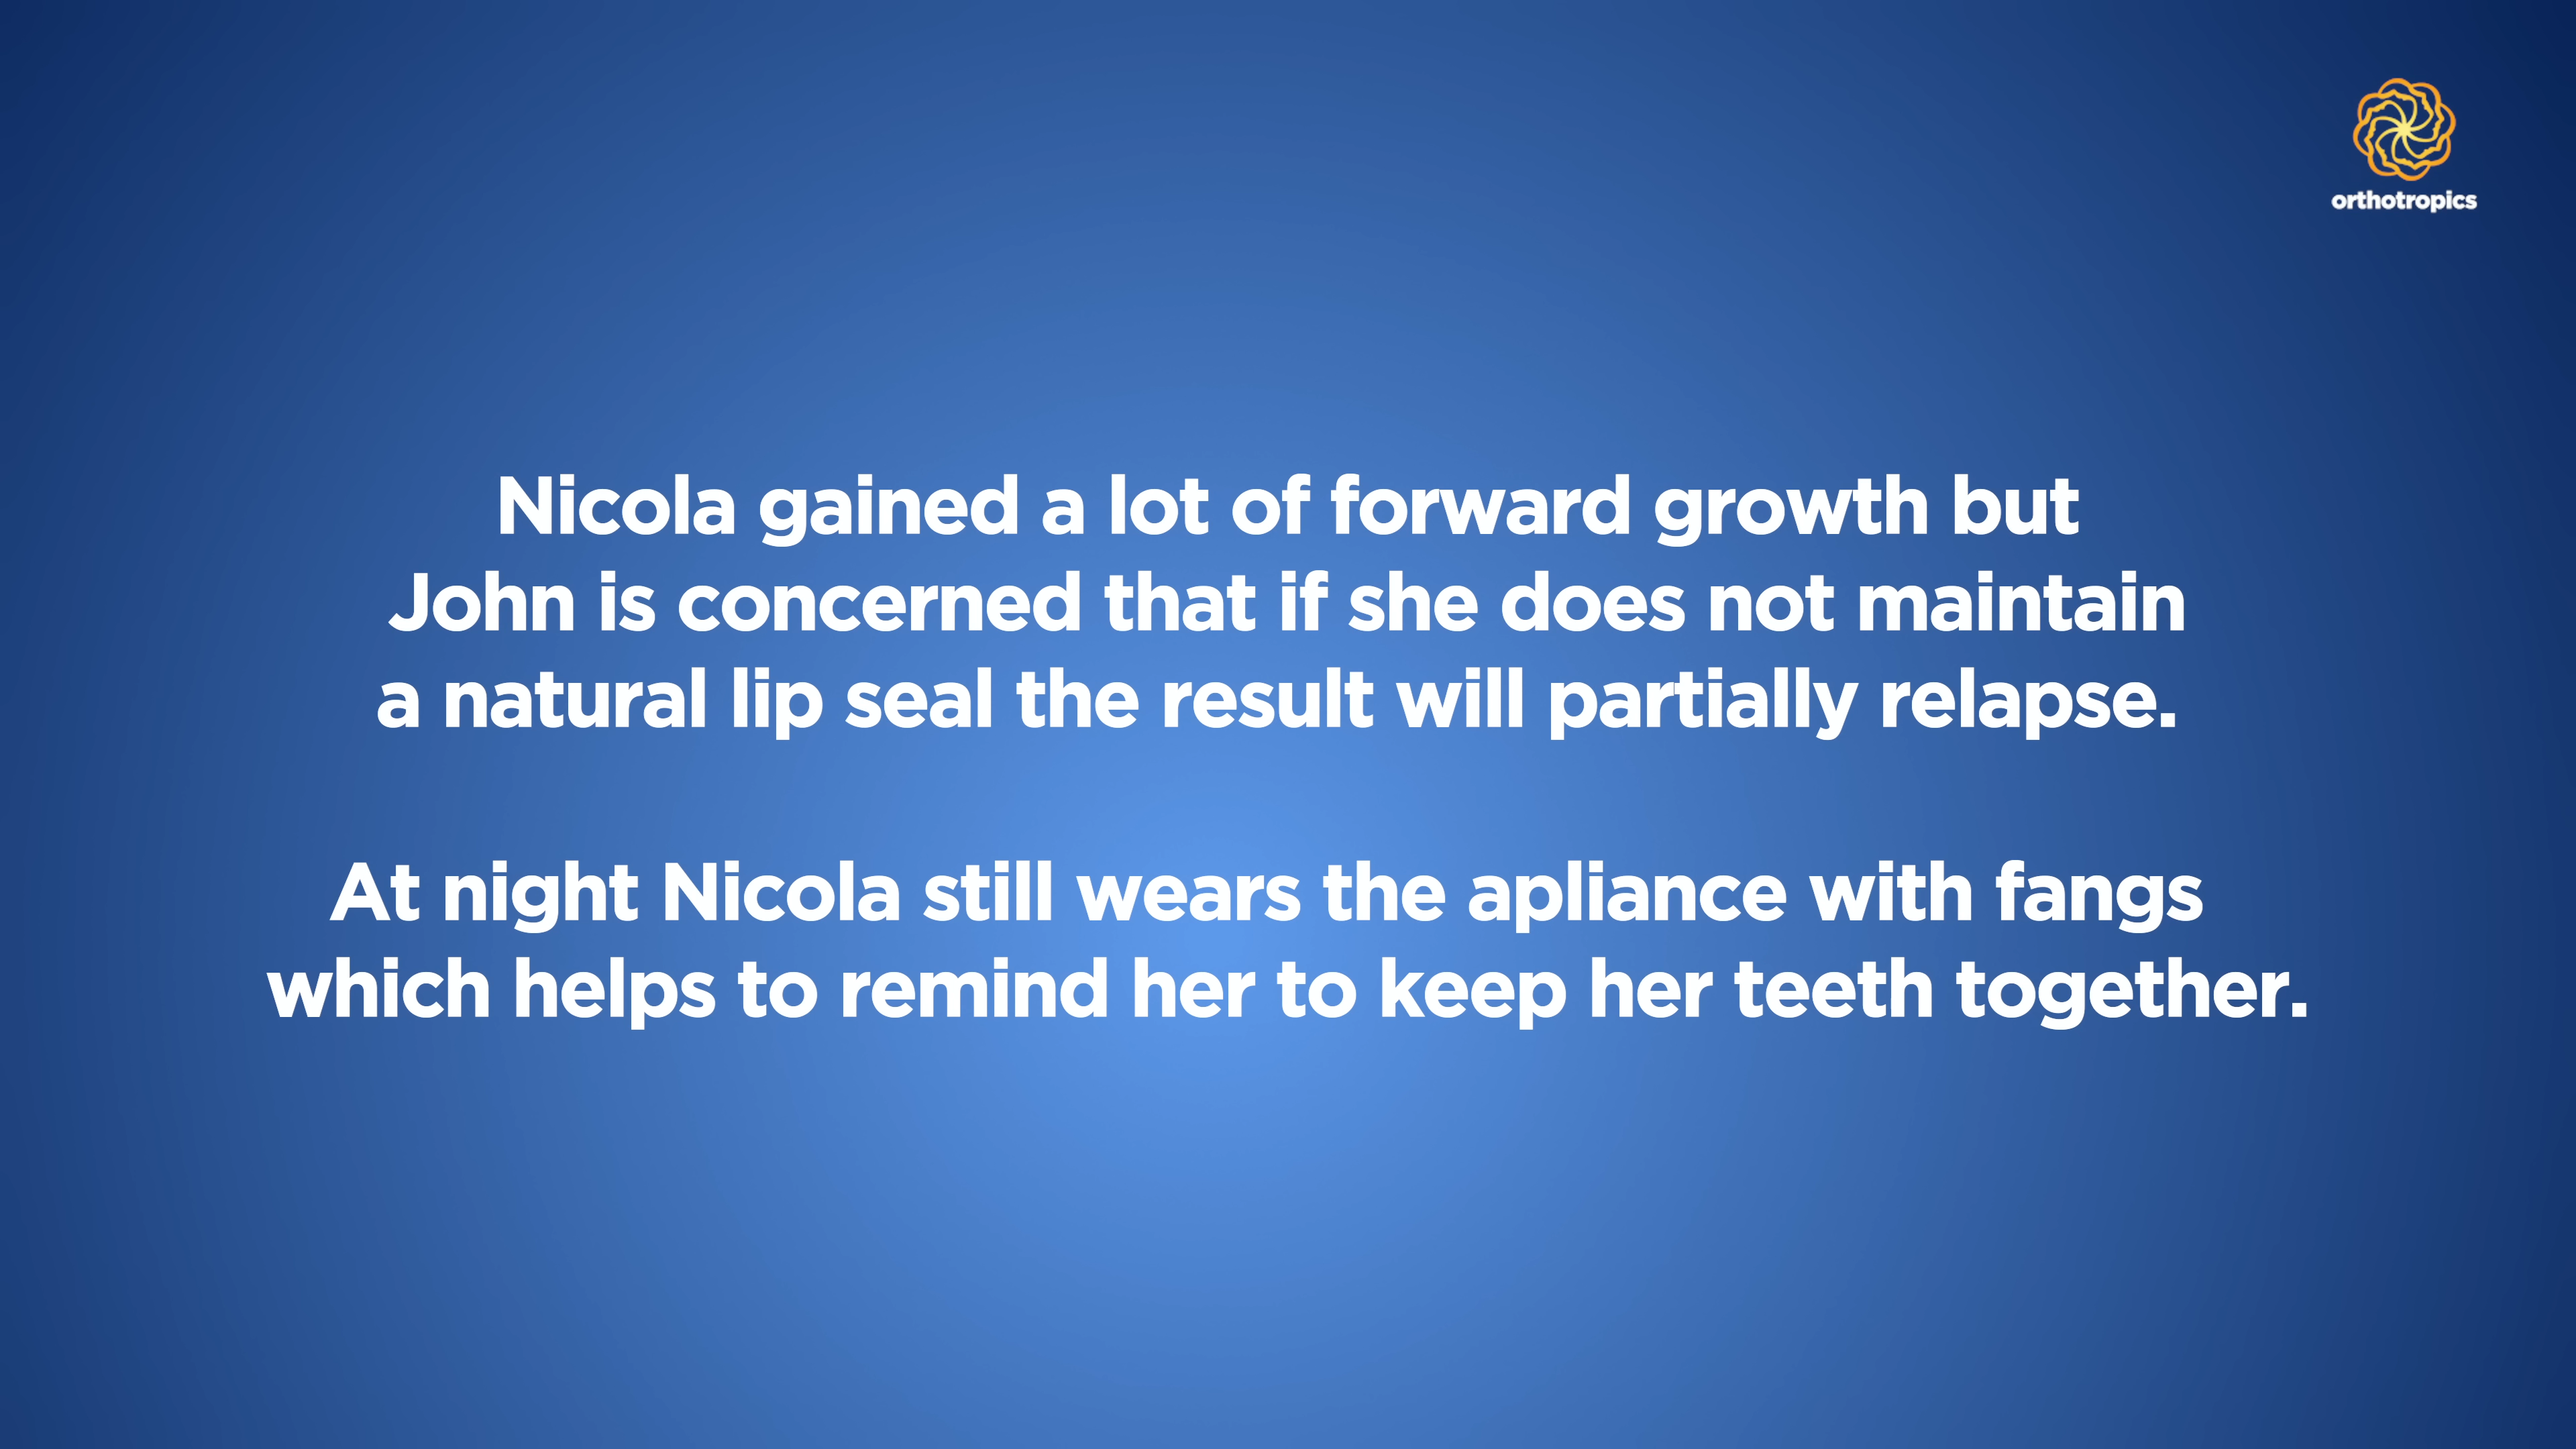 orthotropics
Nicola gained a lot of forward growth but
John is concerned that if she does not maintain
a natural lip seal the result will partially relapse.
At night Nicola still wears the apliance with fangs
which helps to remind her to keep her teeth together.